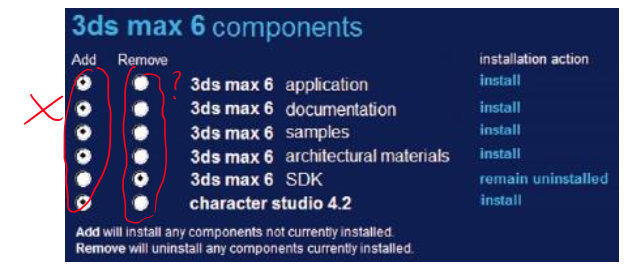 3ds max 6 components
Add Remove installation action
? 3ds max 6 application install
3ds max 6 documentation install
3ds max 6 samples install
3ds max 6 architectural materials install
3ds max 6 SDK remain uninstalled
character studio 4.2 install
Add will install any components not currently installed.
Remove will uninstall any components currently installed.